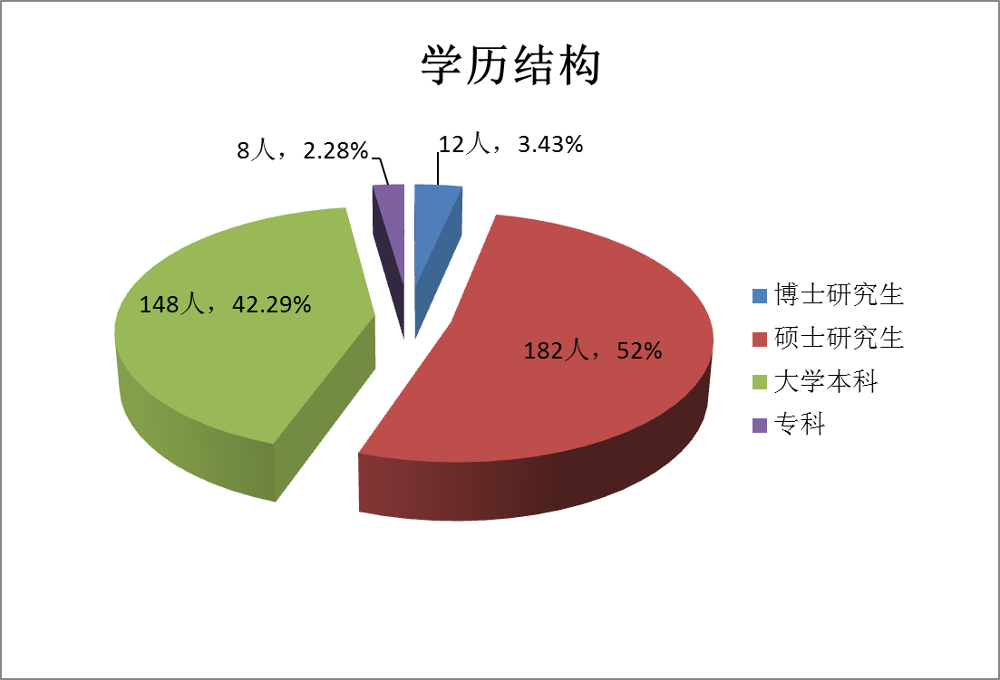 学历结构
8人，2.28%
12人，3.43%
148人，42.29%
182人，52%
博士研究生
硕士研究生
大学本科
专科